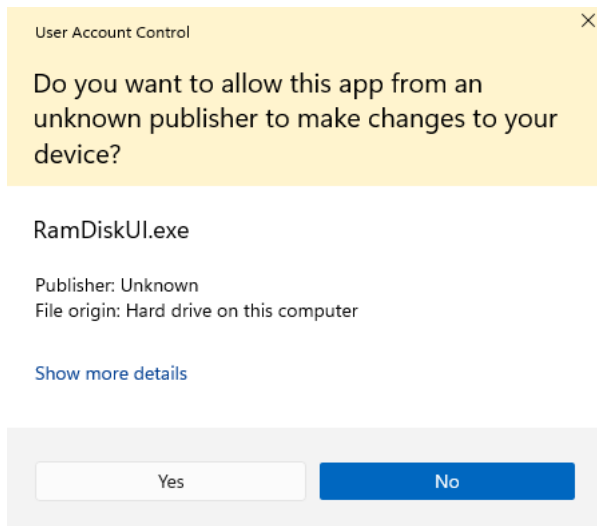 User Account Control
Do you want to allow this app from an
unknown publisher to make changes to your
device?
RamDiskUI.exe
Publisher: Unknown
File origin: Hard drive on this computer
Show more details
Yes
No